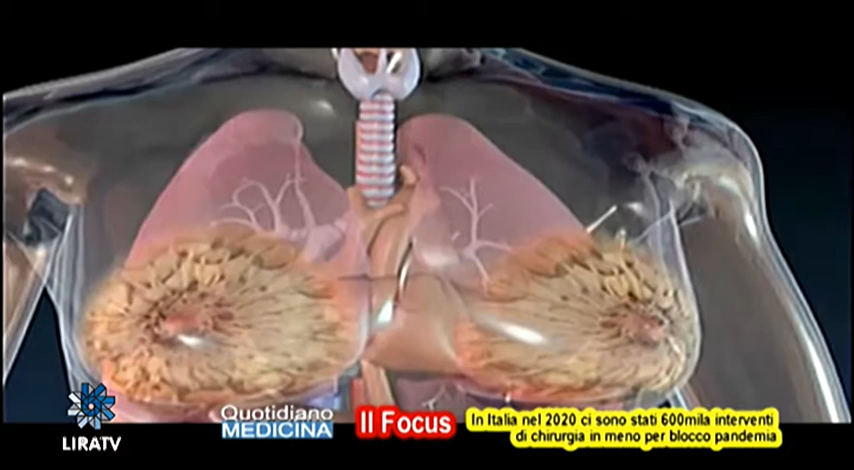 LIRATV
Quotidiano
MEDICINA
Il Focus
In Italia nel 2020 ci sono stati 600mila interventi
di chirurgia in meno per blocco pandemia